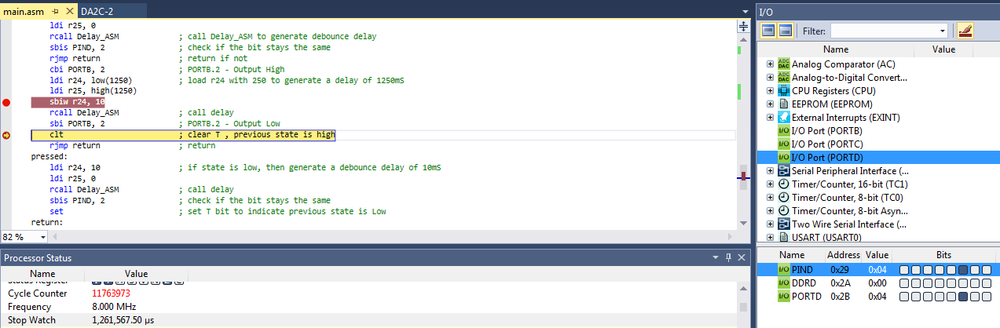 main.asm
DA2C-2
ldi r25, 0
rcall Delay_ASM ; call Delay_ASM to generate debounce delay
sbis PIND, 2 ; check if the bit stays the same
rjmp return ; return if not
cbi PORTB, 2 ; PORTB.2 - Output High
ldi r24, low(1250) ; load r24 with 250 to generate a delay of 1250mS
ldi r25, high(1250)
sbiw r24, 10
rcall Delay_ASM ; call delay
sbi PORTB, 2 ; PORTB.2 - Output Low
clt ; clear T , previous state is high
rjmp return ; return
pressed:
ldi r24, 10 ; if state is low, then generate a debounce delay of 10mS
ldi r25, 0
rcall Delay_ASM ; call delay
sbis PIND, 2 ; check if the bit stays the same
set ; set T bit to indicate previous state is Low
return:
82 %
Processor Status
Name Value
Status Register
Cycle Counter 11763973
Frequency 8.000 MHz
Stop Watch 1,261,567.50 µs
I/O
Filter:
Name Value
Analog Comparator (AC)
Analog-to-Digital Convert...
CPU Registers (CPU)
EEPROM (EEPROM)
External Interrupts (EXINT)
I/O Port (PORTB)
I/O Port (PORTC)
I/O Port (PORTD)
Serial Peripheral Interface (...
Timer/Counter, 16-bit (TC1)
Timer/Counter, 8-bit (TC0)
Timer/Counter, 8-bit Asyn...
Two Wire Serial Interface (...
USART (USART0)
Name Address Value Bits
I/O PIND 0x29 0x04
I/O DDRD 0x2A 0x00
I/O PORTD 0x2B 0x04